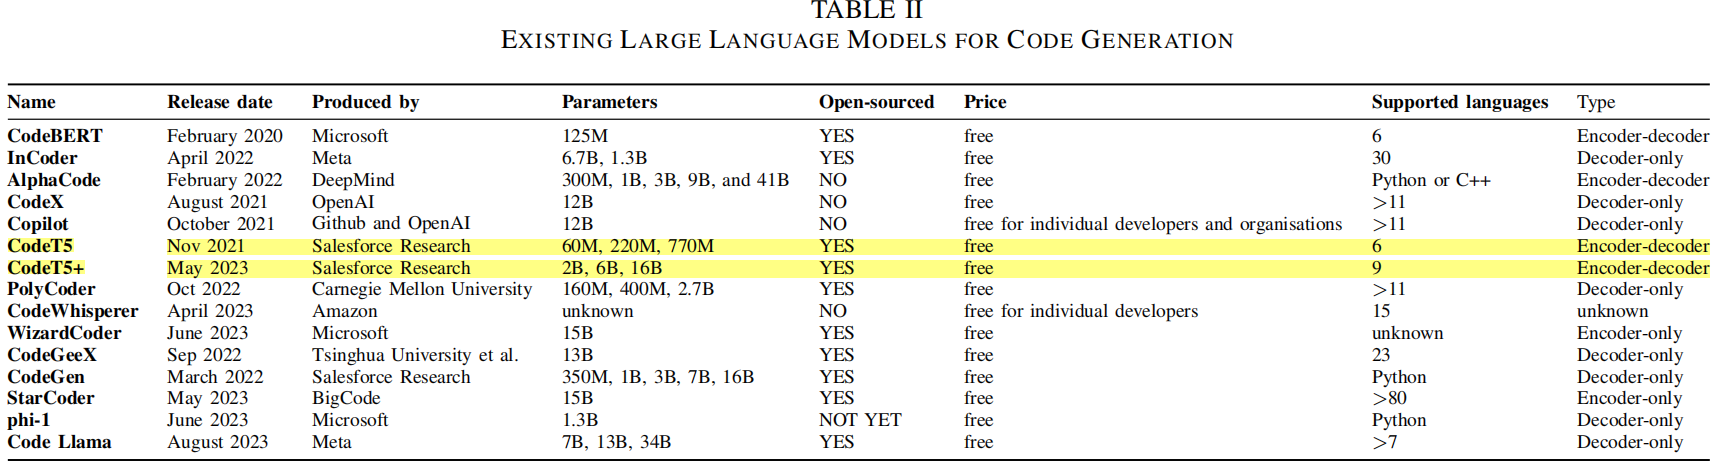 TABLE II
EXISTING LARGE LANGUAGE MODELS FOR CODE GENERATION
Name Release date Produced by Parameters Open-sourced Price Supported languages Type
CodeBERT February 2020 Microsoft 125M YES free 6 Encoder-decoder
InCoder April 2022 Meta 6.7B, 1.3B YES free 30 Decoder-only
AlphaCode February 2022 DeepMind 300M, 1B, 3B, 9B, and 41B NO free Python or C++ Encoder-decoder
CodeX August 2021 OpenAI 12B NO free >11 Decoder-only
Copilot October 2021 Github and OpenAI 12B NO free for individual developers and organisations >11 Decoder-only
CodeT5 Nov 2021 Salesforce Research 60M, 220M, 770M YES free 6 Encoder-decoder
CodeT5+ May 2023 Salesforce Research 2B, 6B, 16B YES free 9 Encoder-decoder
PolyCoder Oct 2022 Carnegie Mellon University 160M, 400M, 2.7B YES free >11 Decoder-only
CodeWhisperer April 2023 Amazon unknown NO free for individual developers 15 unknown
WizardCoder June 2023 Microsoft 15B YES free unknown Encoder-only
CodeGeeX Sep 2022 Tsinghua University et al. 13B YES free 23 Decoder-only
CodeGen March 2022 Salesforce Research 350M, 1B, 3B, 7B, 16B YES free Python Decoder-only
StarCoder May 2023 BigCode 15B YES free >80 Encoder-only
phi-1 June 2023 Microsoft 1.3B NOT YET free Python Decoder-only
Code Llama August 2023 Meta 7B, 13B, 34B YES free >7 Decoder-only